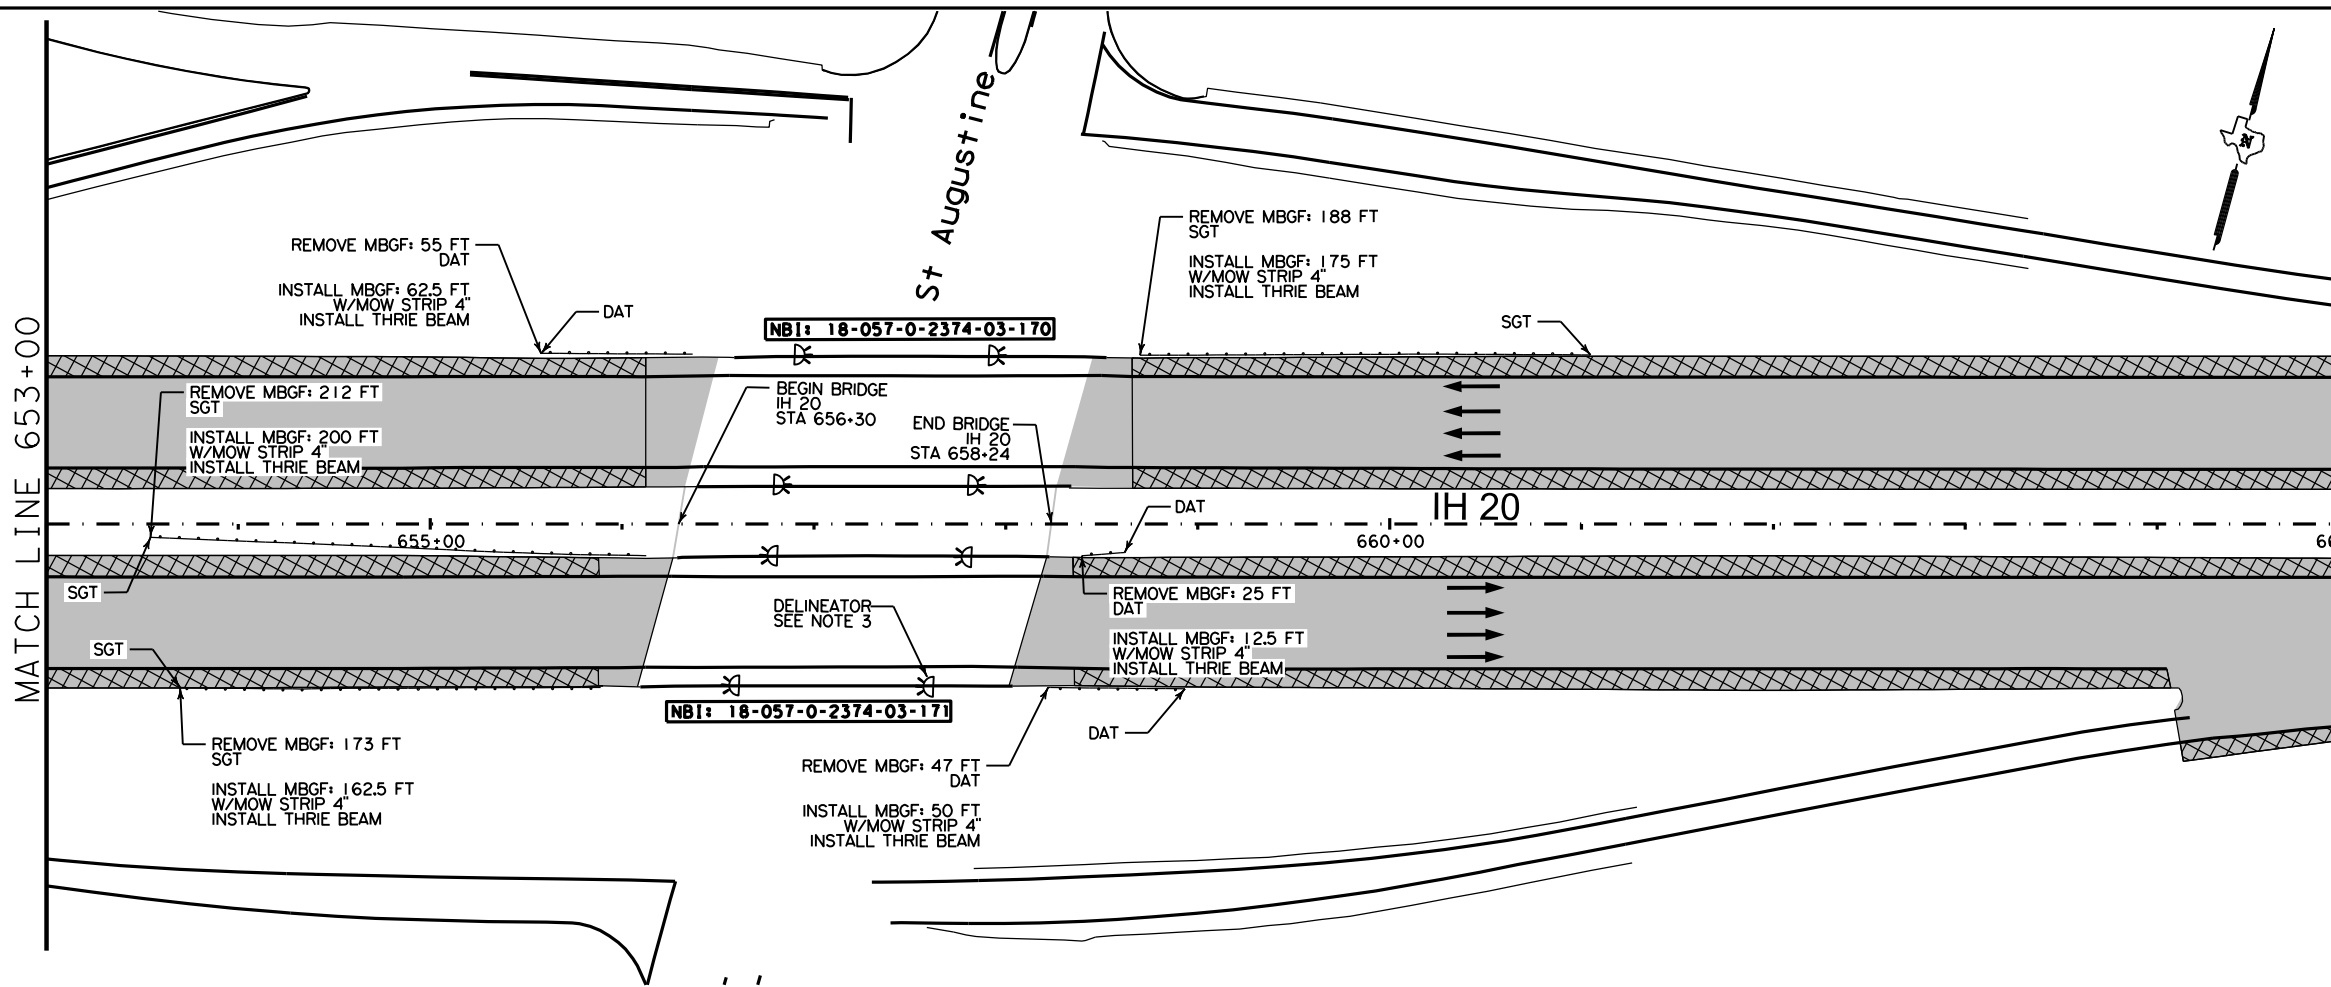 St Augustine
N
REMOVE MBGF: 55 FT
DAT
INSTALL MBGF: 62.5 FT
W/MOW STRIP 4"
INSTALL THRIE BEAM
DAT
NBI: 18-057-0-2374-03-170
REMOVE MBGF: 188 FT
SGT
INSTALL MBGF: 175 FT
W/MOW STRIP 4"
INSTALL THRIE BEAM
SGT
MATCH LINE 653+00
REMOVE MBGF: 212 FT
SGT
INSTALL MBGF: 200 FT
W/MOW STRIP 4"
INSTALL THRIE BEAM
BEGIN BRIDGE
IH 20
STA 656+30
END BRIDGE
IH 20
STA 658+24
DAT
IH 20
655+00
660+00
66
SGT
SGT
DELINEATOR
SEE NOTE 3
REMOVE MBGF: 25 FT
DAT
INSTALL MBGF: 12.5 FT
W/MOW STRIP 4"
INSTALL THRIE BEAM
NBI: 18-057-0-2374-03-171
DAT
REMOVE MBGF: 173 FT
SGT
INSTALL MBGF: 162.5 FT
W/MOW STRIP 4"
INSTALL THRIE BEAM
REMOVE MBGF: 47 FT
DAT
INSTALL MBGF: 50 FT
W/MOW STRIP 4"
INSTALL THRIE BEAM